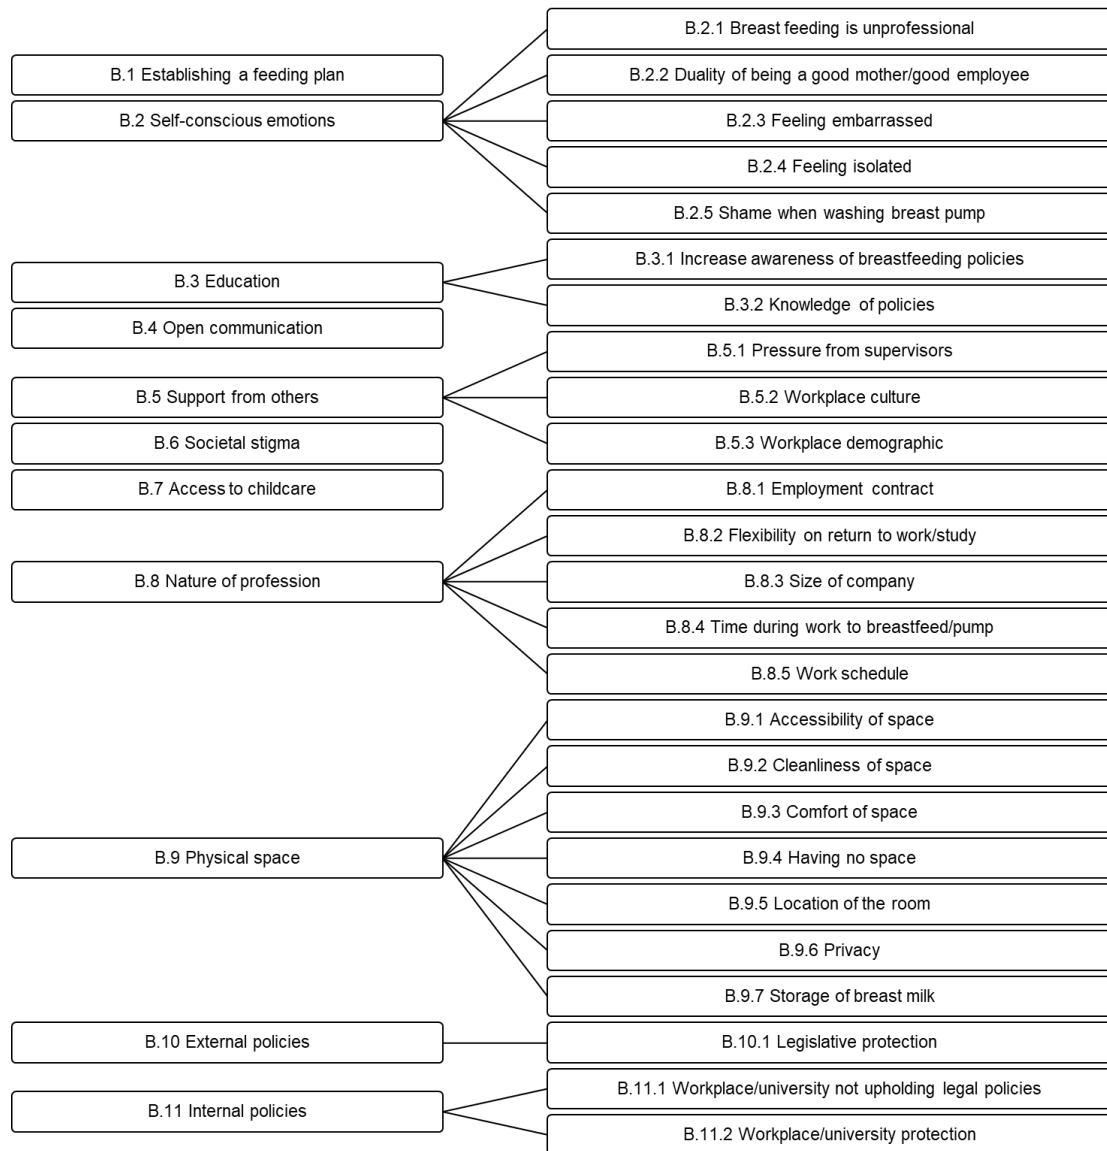 B.1 Establishing a feeding plan
B.2 Self-conscious emotions
B.2.1 Breast feeding is unprofessional
B.2.2 Duality of being a good mother/good employee
B.2.3 Feeling embarrassed
B.2.4 Feeling isolated
B.2.5 Shame when washing breast pump
B.3 Education
B.3.1 Increase awareness of breastfeeding policies
B.3.2 Knowledge of policies
B.4 Open communication
B.5 Support from others
B.5.1 Pressure from supervisors
B.5.2 Workplace culture
B.5.3 Workplace demographic
B.6 Societal stigma
B.7 Access to childcare
B.8 Nature of profession
B.8.1 Employment contract
B.8.2 Flexibility on return to work/study
B.8.3 Size of company
B.8.4 Time during work to breastfeed/pump
B.8.5 Work schedule
B.9 Physical space
B.9.1 Accessibility of space
B.9.2 Cleanliness of space
B.9.3 Comfort of space
B.9.4 Having no space
B.9.5 Location of the room
B.9.6 Privacy
B.9.7 Storage of breast milk
B.10 External policies
B.10.1 Legislative protection
B.11 Internal policies
B.11.1 Workplace/university not upholding legal policies
B.11.2 Workplace/university protection